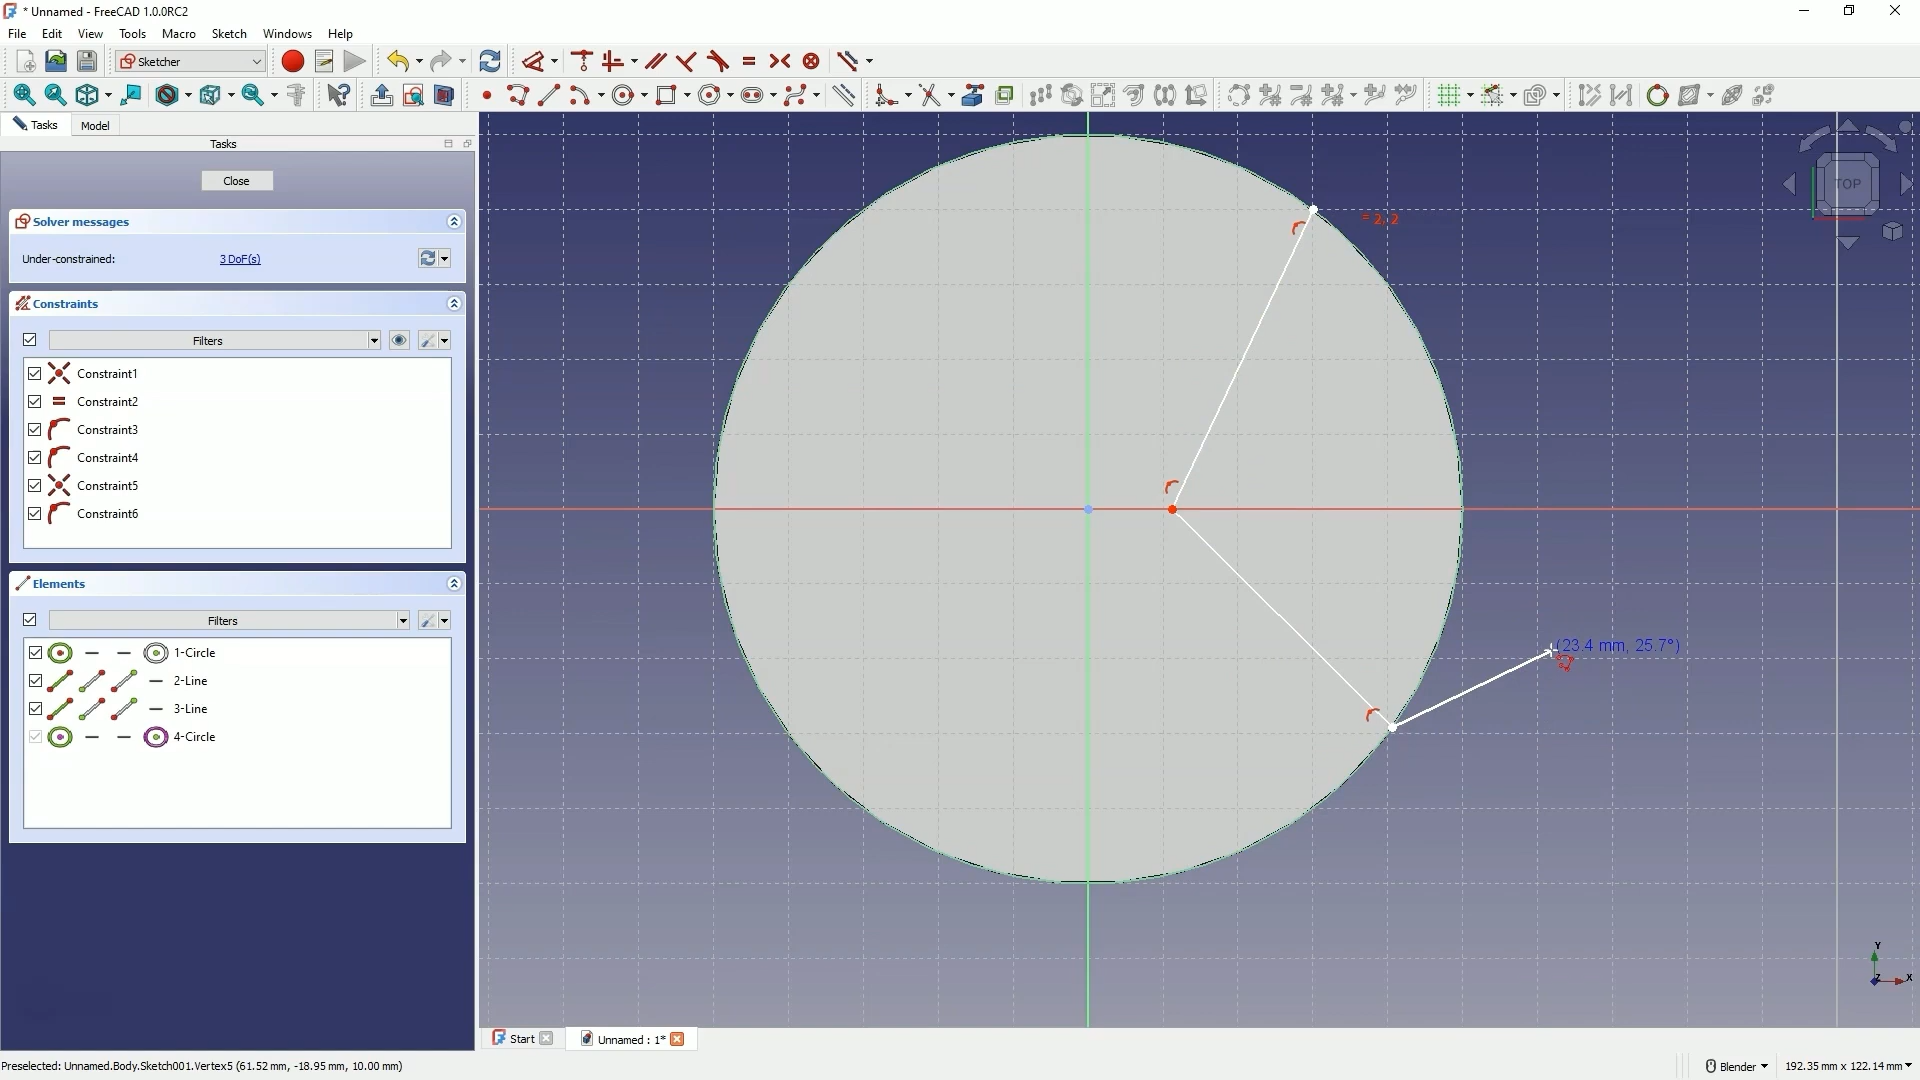 * Unnamed - FreeCAD 1.0.0RC2
File Edit View Tools Macro Sketch Windows Help
Sketcher
Tasks Model
Tasks
Close
Solver messages
Under-constrained: 3 DoF(s)
Constraints
Filters
Constraint1
Constraint2
Constraint3
Constraint4
Constraint5
Constraint6
Elements
Filters
1-Circle
2-Line
3-Line
4-Circle
TOP
= 2, 2
(23.4 mm, 25.7°)
Y
Z X
Start Unnamed : 1*
Preselected: Unnamed.Body.Sketch001.Vertex5 (61.52 mm, -18.95 mm, 10.00 mm) Blender 192.35 mm x 122.14 mm